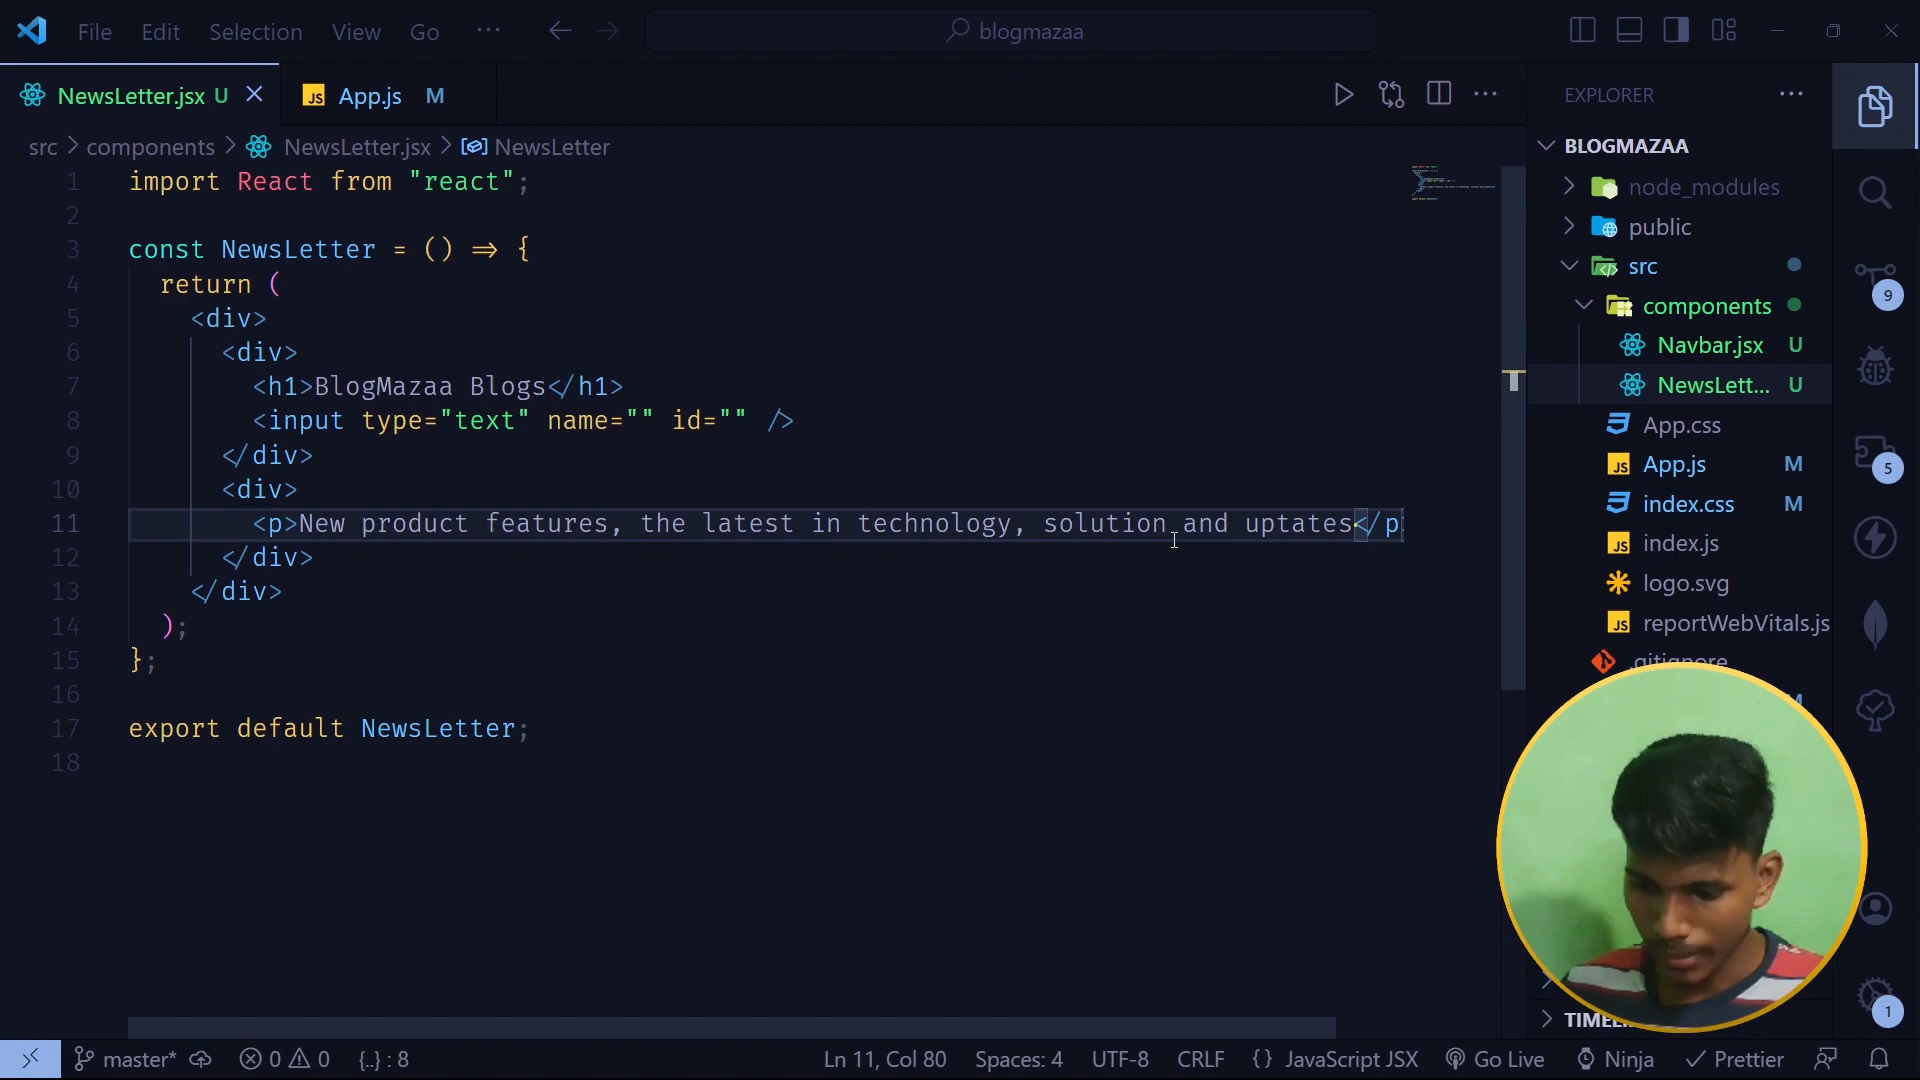 File Edit Selection View Go ··· blogmazaa
NewsLetter.jsx U
App.js M
EXPLORER
src > components > NewsLetter.jsx > NewsLetter
1 import React from "react";
2
3 const NewsLetter = () => {
4 return (
5 <div>
6 <div>
7 <h1>BlogMazaa Blogs</h1>
8 <input type="text" name="" id="" />
9 </div>
10 <div>
11 <p>New product features, the latest in technology, solution and uptates</p
12 </div>
13 </div>
14 );
15 };
16
17 export default NewsLetter;
18
BLOGMAZAA
node_modules
public
src
components
Navbar.jsx U
NewsLett... U
App.css
App.js M
index.css M
index.js
logo.svg
reportWebVitals.js
.gitignore
9
5
1
master* 0 0 {..} : 8 Ln 11, Col 80 Spaces: 4 UTF-8 CRLF {} JavaScript JSX Go Live Ninja Prettier